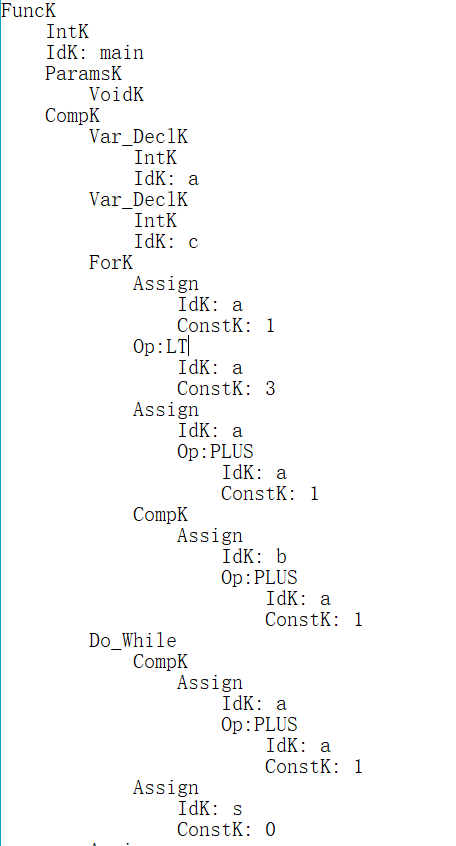 FuncK
    IntK
    IdK: main
    ParamsK
        VoidK
    CompK
        Var_DeclK
            IntK
            IdK: a
        Var_DeclK
            IntK
            IdK: c
        ForK
            Assign
                IdK: a
                ConstK: 1
            Op:LT
                IdK: a
                ConstK: 3
            Assign
                IdK: a
                Op:PLUS
                    IdK: a
                    ConstK: 1
            CompK
                Assign
                    IdK: b
                    Op:PLUS
                        IdK: a
                        ConstK: 1
        Do_While
            CompK
                Assign
                    IdK: a
                    Op:PLUS
                        IdK: a
                        ConstK: 1
            Assign
                IdK: s
                ConstK: 0